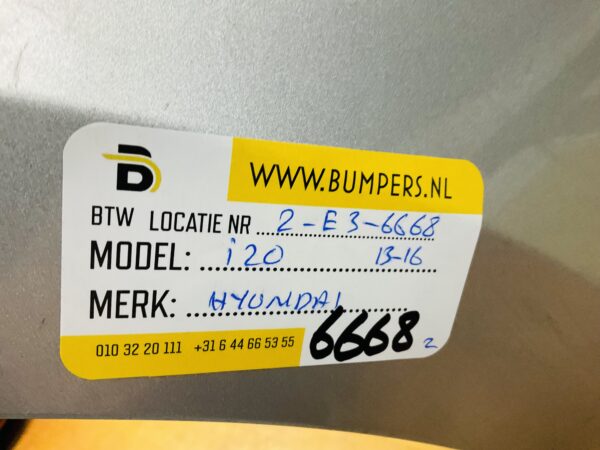 B
WWW.BUMPERS.NL
BTW LOCATIE NR 2-E3-6668
MODEL: i20 13-16
MERK: HYUNDAI
010 32 20 111 +31 6 44 66 53 55 6668 2